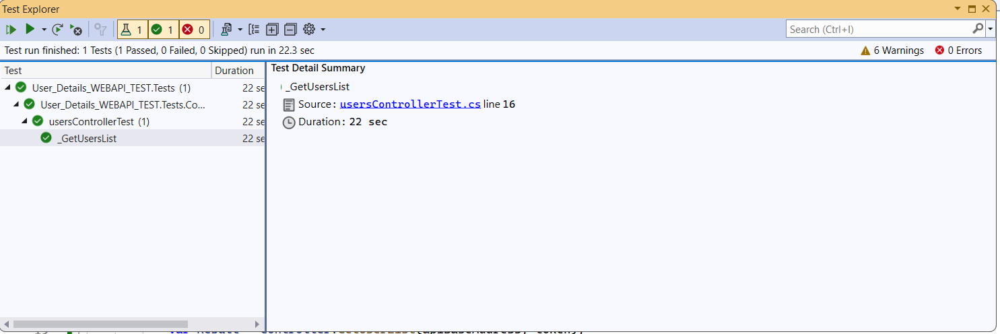 Test Explorer
1 1 0
Search (Ctrl+I)
Test run finished: 1 Tests (1 Passed, 0 Failed, 0 Skipped) run in 22.3 sec
6 Warnings 0 Errors
Test Duration
User_Details_WEBAPI_TEST.Tests (1) 22 se
User_Details_WEBAPI_TEST.Tests.Co... 22 se
usersControllerTest (1) 22 se
_GetUsersList 22 se
Test Detail Summary
_GetUsersList
Source: usersControllerTest.cs line 16
Duration: 22 sec